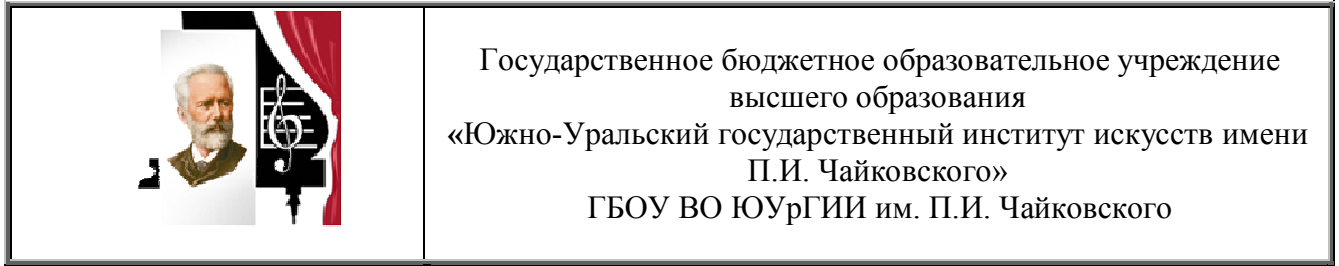 Государственное бюджетное образовательное учреждение
высшего образования
«Южно-Уральский государственный институт искусств имени
П.И. Чайковского»
ГБОУ ВО ЮУрГИИ им. П.И. Чайковского